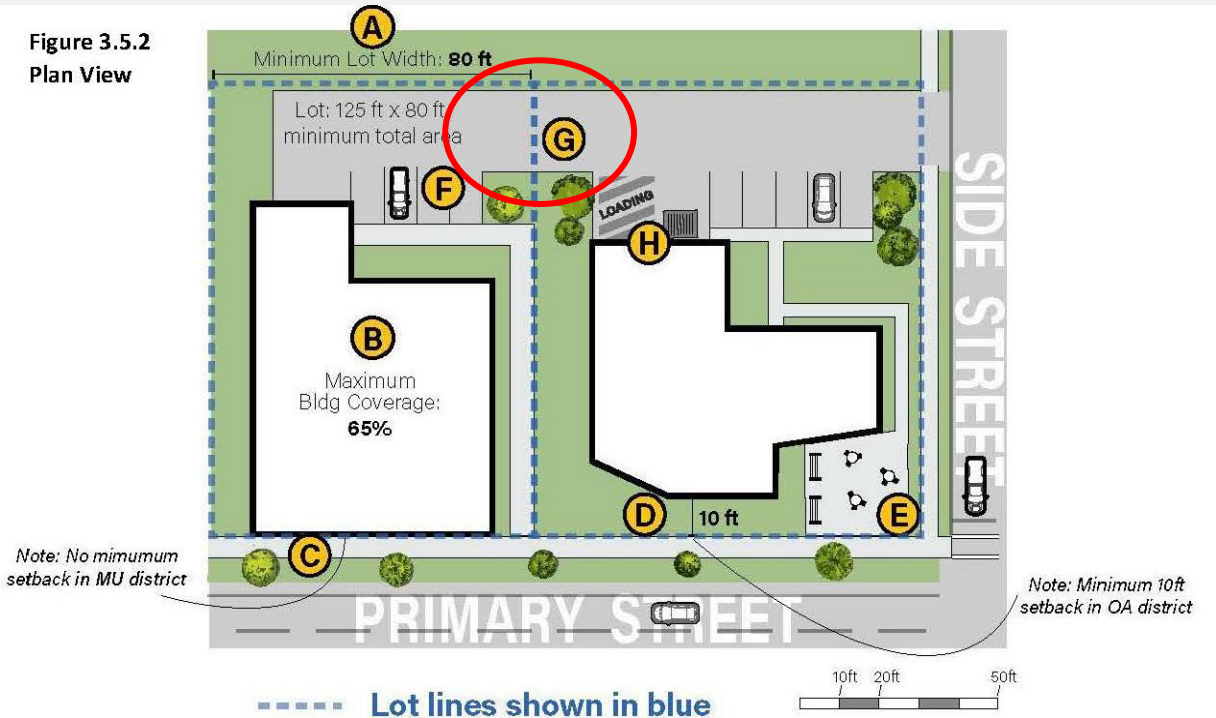 Figure 3.5.2
Plan View
A
Minimum Lot Width: 80 ft
Lot: 125 ft x 80 ft
minimum total area
G
F
LOADING
H
B
Maximum
Bldg Coverage:
65%
D
10 ft
E
C
SIDE STREET
Note: No mimumum
setback in MU district
Note: Minimum 10ft
setback in OA district
PRIMARY STREET
Lot lines shown in blue
10ft 20ft 50ft